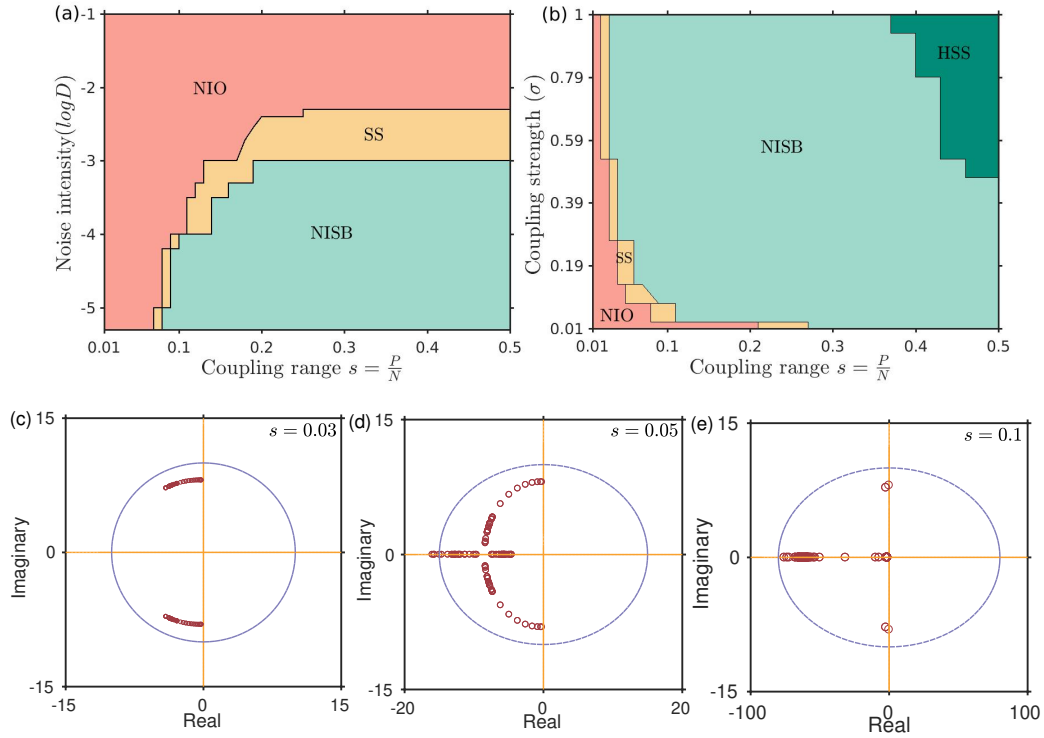 (a)
-1
-2
-3
-4
-5
Noise intensity(logD)
NIO
SS
NISB
0.01
0.1
0.2
0.3
0.4
0.5
Coupling range s = P/N
(b)
1
0.79
0.59
0.39
0.19
0.01
Coupling strength (σ)
HSS
NISB
SS
NIO
0.01
0.1
0.2
0.3
0.4
0.5
Coupling range s = P/N
(c)
15
0
-15
Imaginary
s = 0.03
-15
0
15
Real
(d)
15
0
-15
Imaginary
s = 0.05
-20
0
20
Real
(e)
15
0
-15
Imaginary
s = 0.1
-100
0
100
Real